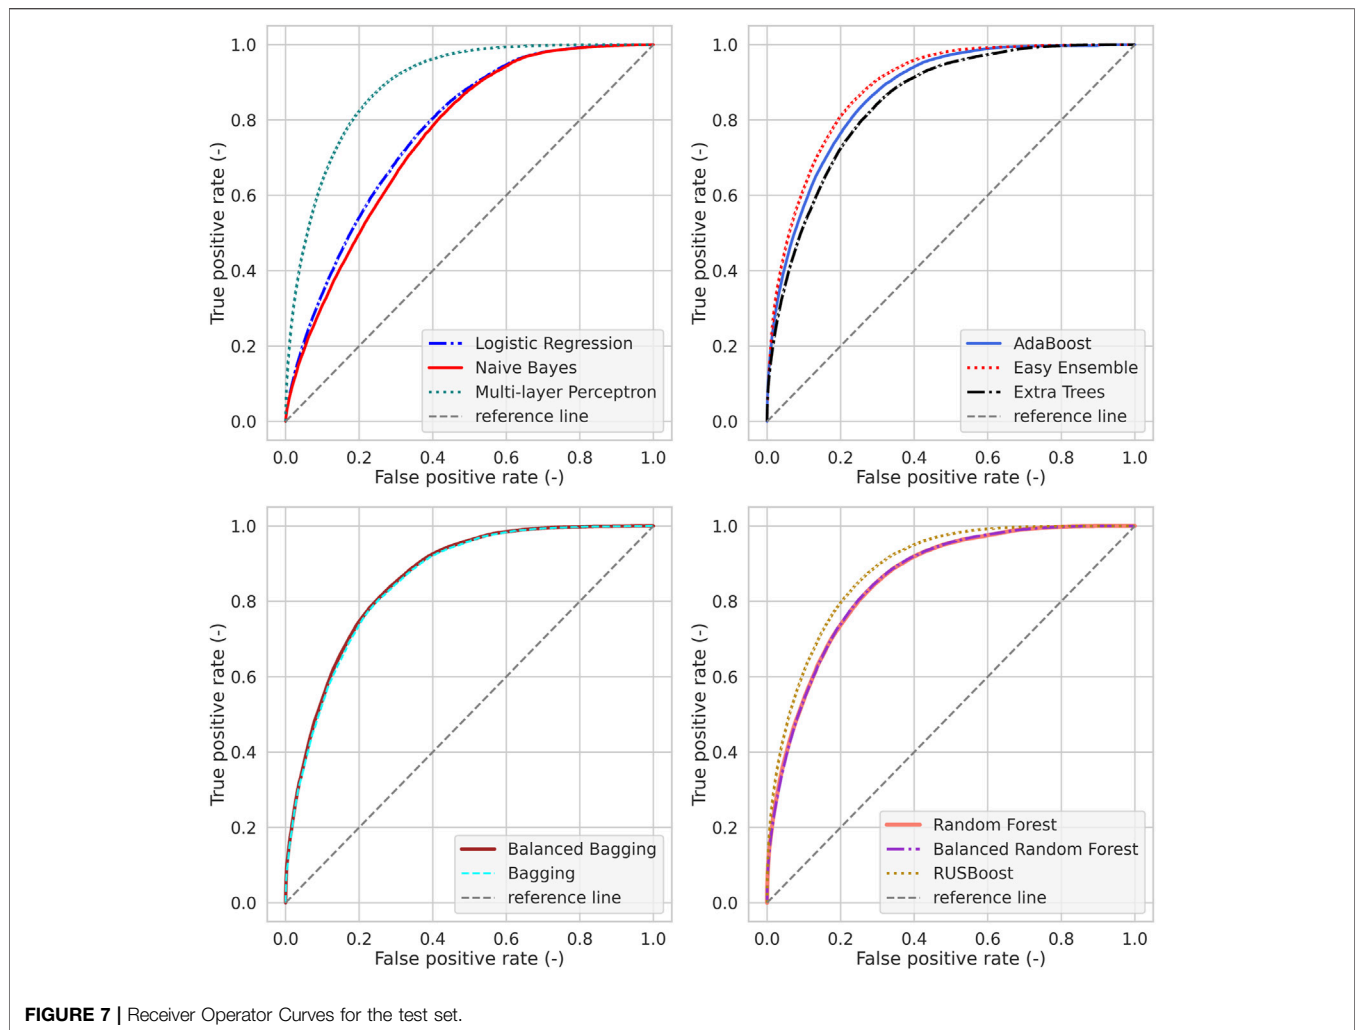 1.0
0.8
0.6
0.4
0.2
0.0
True positive rate (-)
Logistic Regression
Naive Bayes
Multi-layer Perceptron
reference line
0.0 0.2 0.4 0.6 0.8 1.0
False positive rate (-)
1.0
0.8
0.6
0.4
0.2
0.0
True positive rate (-)
AdaBoost
Easy Ensemble
Extra Trees
reference line
0.0 0.2 0.4 0.6 0.8 1.0
False positive rate (-)
1.0
0.8
0.6
0.4
0.2
0.0
True positive rate (-)
Balanced Bagging
Bagging
reference line
0.0 0.2 0.4 0.6 0.8 1.0
False positive rate (-)
1.0
0.8
0.6
0.4
0.2
0.0
True positive rate (-)
Random Forest
Balanced Random Forest
RUSBoost
reference line
0.0 0.2 0.4 0.6 0.8 1.0
False positive rate (-)
FIGURE 7 | Receiver Operator Curves for the test set.